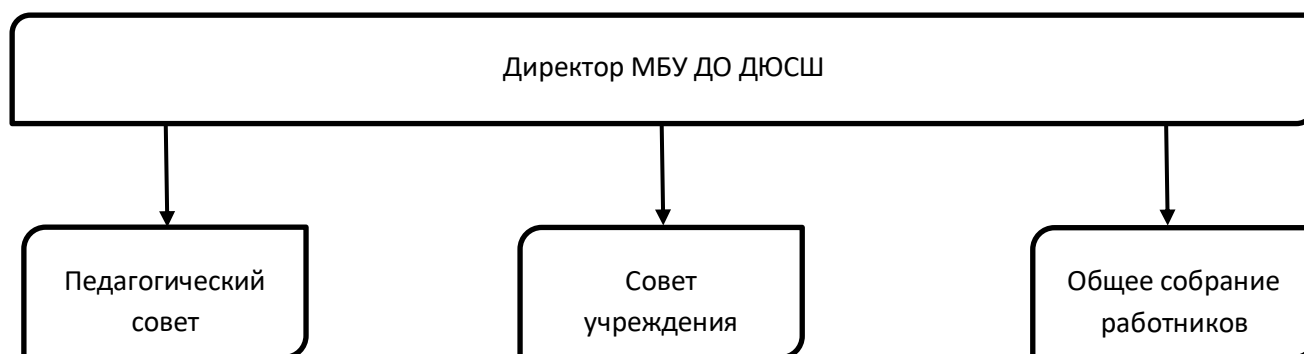 Директор МБУ ДО ДЮСШ
Педагогический
совет
Совет
учреждения
Общее собрание
работников